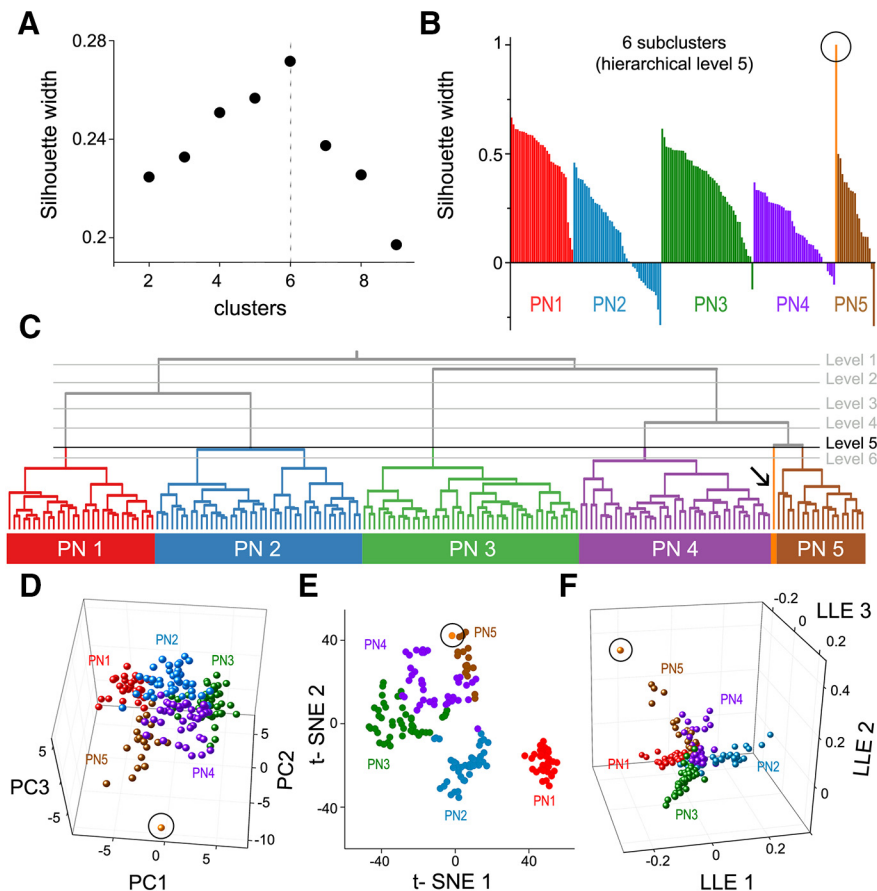 A
0.28
0.24
0.2
Silhouette width
2
4
6
8
clusters
B
1
0.5
0
Silhouette width
6 subclusters
(hierarchical level 5)
PN1
PN2
PN3
PN4
PN5
C
Level 1
Level 2
Level 3
Level 4
Level 5
Level 6
PN 1
PN 2
PN 3
PN 4
PN 5
D
PN1
PN2
PN3
PN4
PN5
5
0
-5
PC3
-5
0
5
PC1
5
0
-5
-10
PC2
E
40
0
-40
t- SNE 2
PN4
PN5
PN3
PN2
PN1
-40
0
40
t- SNE 1
F
-0.2
0
0.2
LLE 3
0.4
0.2
0
LLE 2
PN5
PN4
PN1
PN2
PN3
-0.2
0
0.2
LLE 1